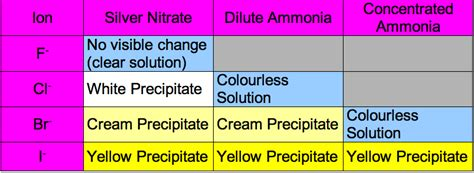 Ion Silver Nitrate Dilute Ammonia Concentrated Ammonia
F- No visible change (clear solution)
Cl- White Precipitate Colourless Solution
Br- Cream Precipitate Cream Precipitate Colourless Solution
I- Yellow Precipitate Yellow Precipitate Yellow Precipitate